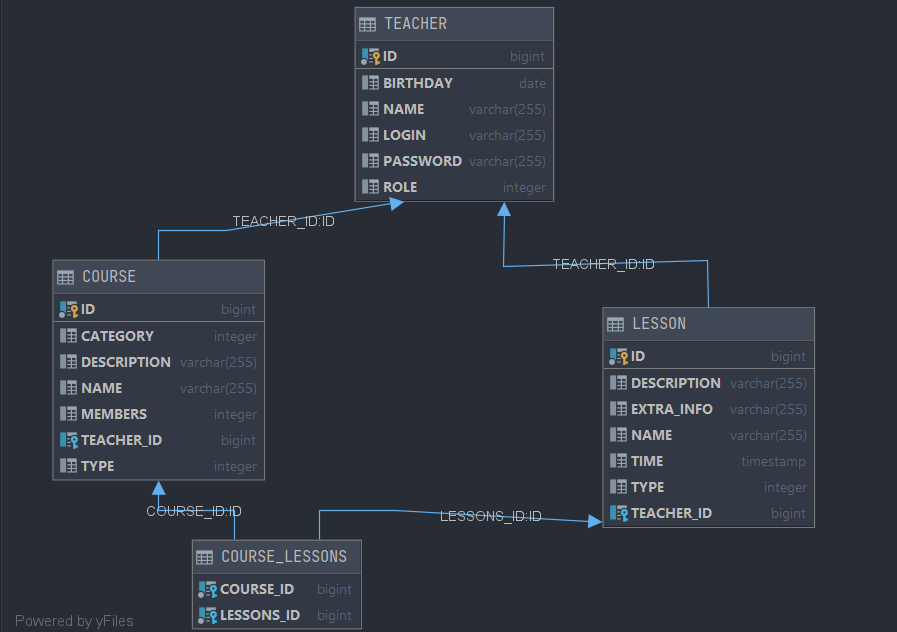 TEACHER
ID bigint
BIRTHDAY date
NAME varchar(255)
LOGIN varchar(255)
PASSWORD varchar(255)
ROLE integer
TEACHER_ID:ID
TEACHER_ID:ID
COURSE
ID bigint
CATEGORY integer
DESCRIPTION varchar(255)
NAME varchar(255)
MEMBERS integer
TEACHER_ID bigint
TYPE integer
LESSON
ID bigint
DESCRIPTION varchar(255)
EXTRA_INFO varchar(255)
NAME varchar(255)
TIME timestamp
TYPE integer
TEACHER_ID bigint
COURSE_ID:ID
LESSONS_ID:ID
COURSE_LESSONS
COURSE_ID bigint
LESSONS_ID bigint
Powered by yFiles